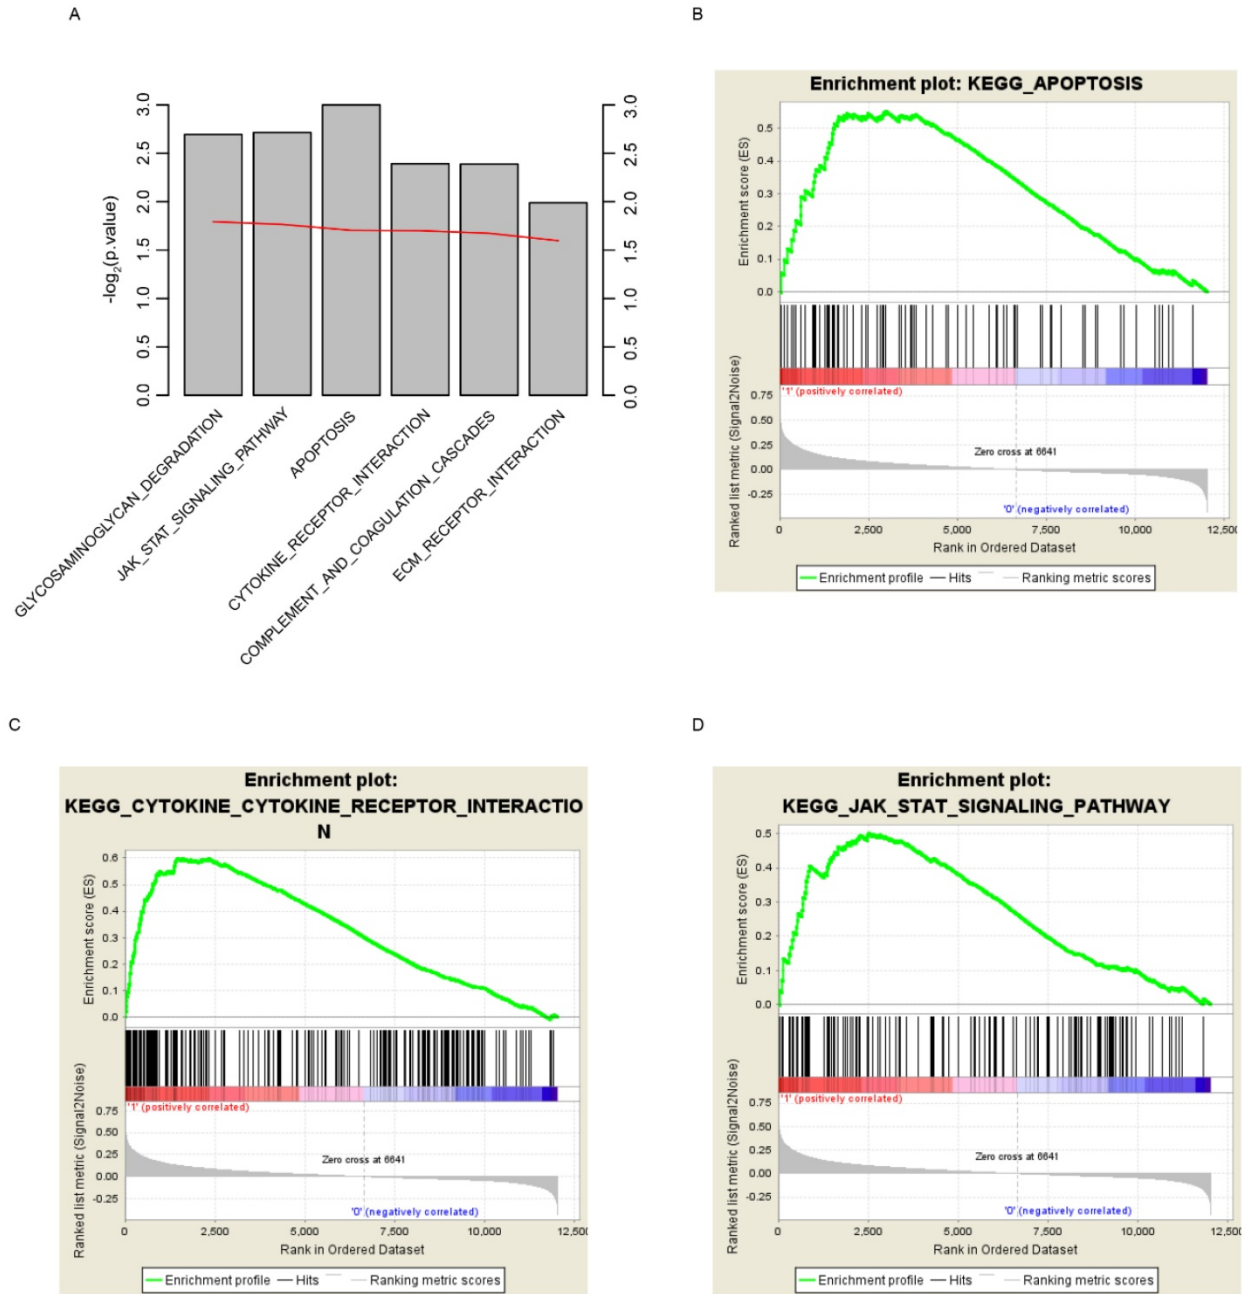 A
-log2(p.value)
3.0
2.5
2.0
1.5
1.0
0.5
0.0
3.0
2.5
2.0
1.5
1.0
0.5
0.0
GLYCOSAMINOGLYCAN_DEGRADATION
JAK_STAT_SIGNALING_PATHWAY
APOPTOSIS
CYTOKINE_RECEPTOR_INTERACTION
COMPLEMENT_AND_COAGULATION_CASCADES
ECM_RECEPTOR_INTERACTION
B
Enrichment plot: KEGG_APOPTOSIS
Enrichment score (ES)
0.5
0.4
0.3
0.2
0.1
0.0
'1' (positively correlated)
Ranked list metric (Signal2Noise)
0.75
0.50
0.25
0.00
-0.25
Zero cross at 6641
'0' (negatively correlated)
0 2,500 5,000 7,500 10,000 12,500
Rank in Ordered Dataset
Enrichment profile Hits Ranking metric scores
C
Enrichment plot:
KEGG_CYTOKINE_CYTOKINE_RECEPTOR_INTERACTIO
N
Enrichment score (ES)
0.6
0.5
0.4
0.3
0.2
0.1
0.0
'1' (positively correlated)
Ranked list metric (Signal2Noise)
0.75
0.50
0.25
0.00
-0.25
Zero cross at 6641
'0' (negatively correlated)
0 2,500 5,000 7,500 10,000 12,500
Rank in Ordered Dataset
Enrichment profile Hits Ranking metric scores
D
Enrichment plot:
KEGG_JAK_STAT_SIGNALING_PATHWAY
Enrichment score (ES)
0.5
0.4
0.3
0.2
0.1
0.0
'1' (positively correlated)
Ranked list metric (Signal2Noise)
0.75
0.50
0.25
0.00
-0.25
Zero cross at 6641
'0' (negatively correlated)
0 2,500 5,000 7,500 10,000 12,500
Rank in Ordered Dataset
Enrichment profile Hits Ranking metric scores